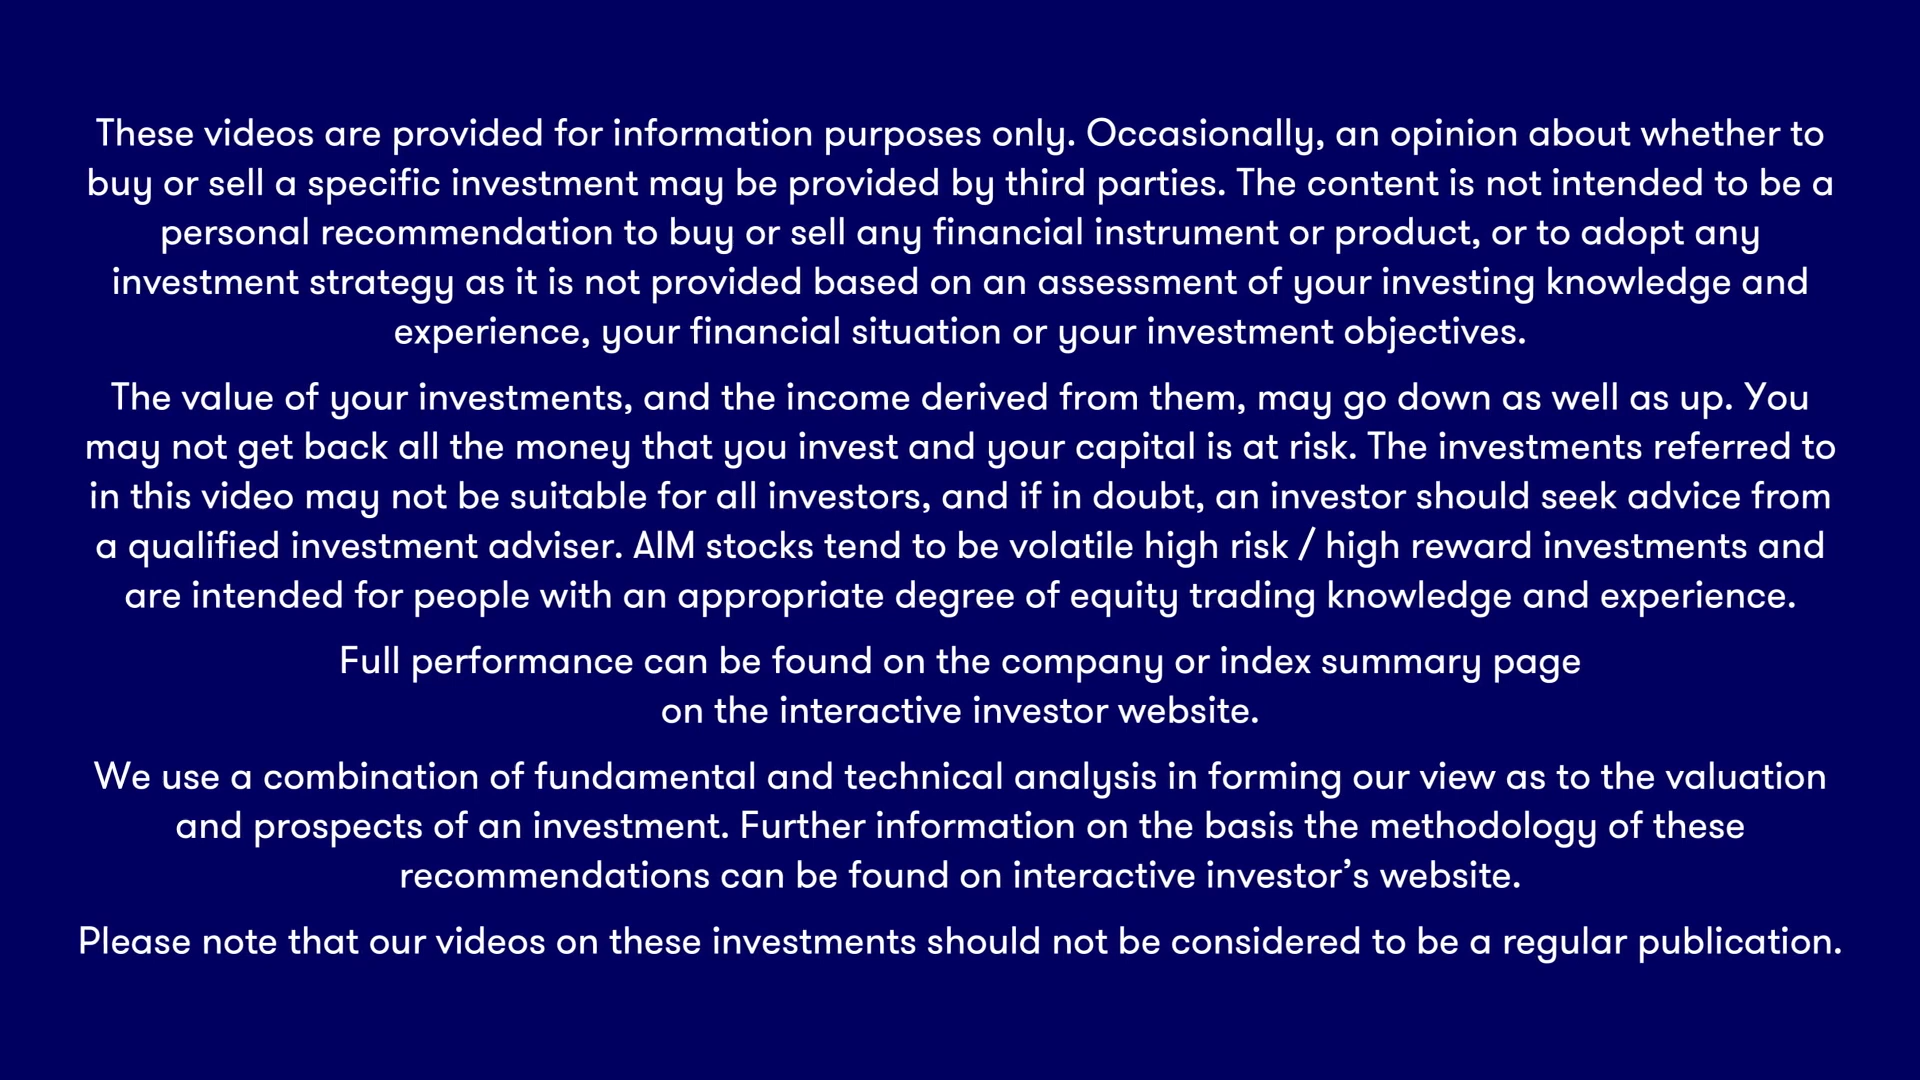 These videos are provided for information purposes only. Occasionally, an opinion about whether to
buy or sell a specific investment may be provided by third parties. The content is not intended to be a
personal recommendation to buy or sell any financial instrument or product, or to adopt any
investment strategy as it is not provided based on an assessment of your investing knowledge and
experience, your financial situation or your investment objectives.
The value of your investments, and the income derived from them, may go down as well as up. You
may not get back all the money that you invest and your capital is at risk. The investments referred to
in this video may not be suitable for all investors, and if in doubt, an investor should seek advice from
a qualified investment adviser. AIM stocks tend to be volatile high risk / high reward investments and
are intended for people with an appropriate degree of equity trading knowledge and experience.
Full performance can be found on the company or index summary page
on the interactive investor website.
We use a combination of fundamental and technical analysis in forming our view as to the valuation
and prospects of an investment. Further information on the basis the methodology of these
recommendations can be found on interactive investor’s website.
Please note that our videos on these investments should not be considered to be a regular publication.